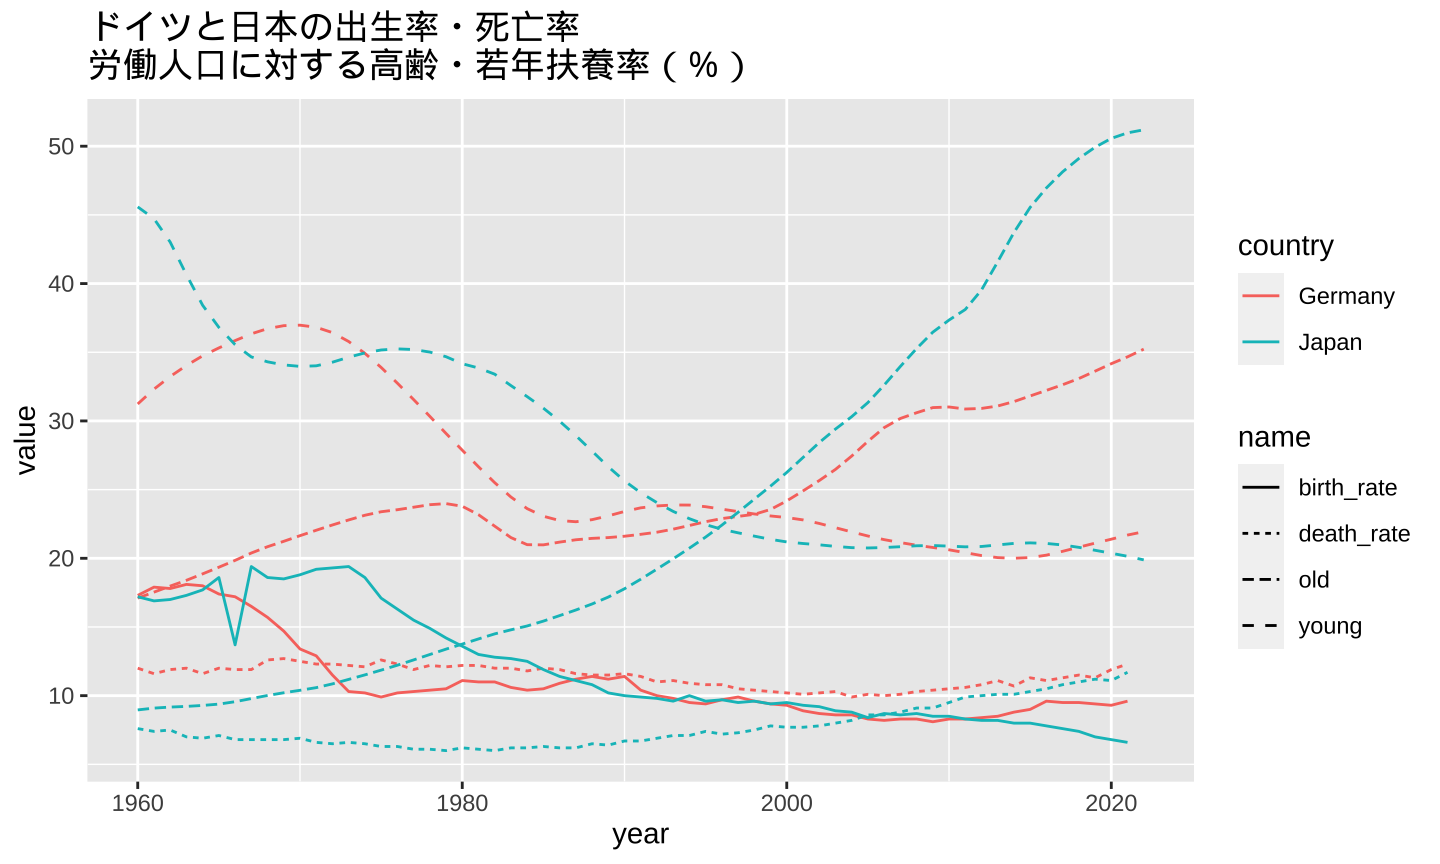 ドイツと日本の出生率・死亡率
労働人口に対する高齢・若年扶養率(%)
50
40
30
20
10
value
1960
1980
2000
2020
year
country
Germany
Japan
name
birth_rate
death_rate
old
young